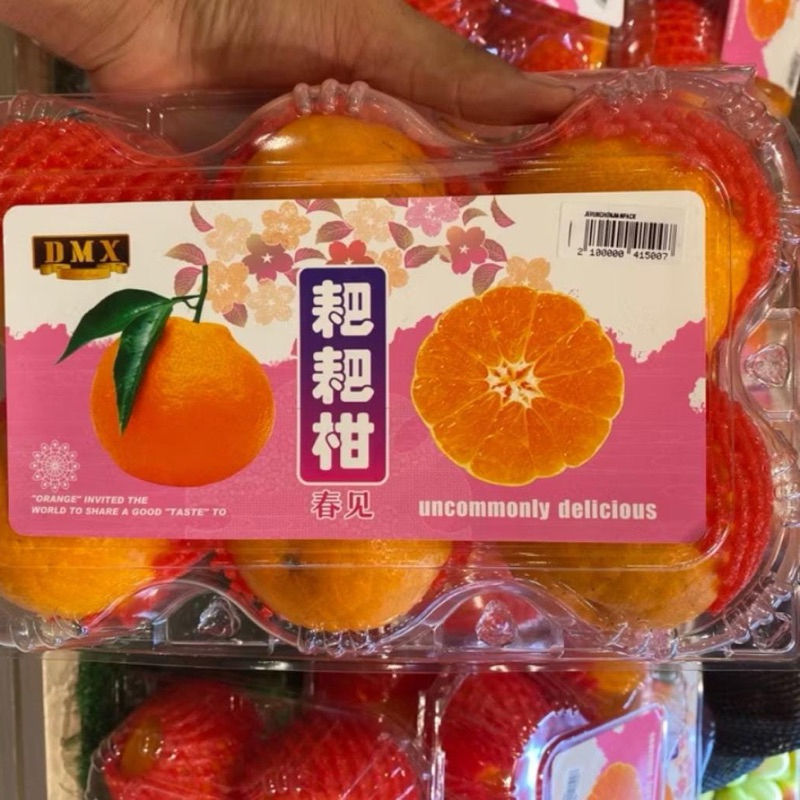 DMX
JERUKCHUNJIAN6PACK
2 100000 415007
耙
耙
柑
春见
"ORANGE" INVITED THE
WORLD TO SHARE A GOOD "TASTE" TO
uncommonly delicious